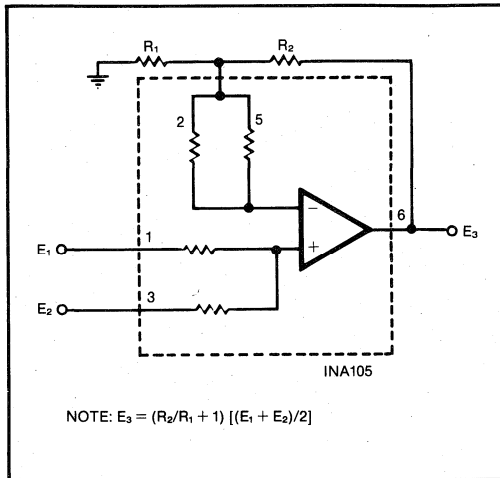 R₁ R₂
2 5
6
E₃
E₁ 1
E₂ 3
− +
INA105
NOTE: E₃ = (R₂/R₁ + 1) [(E₁ + E₂)/2]